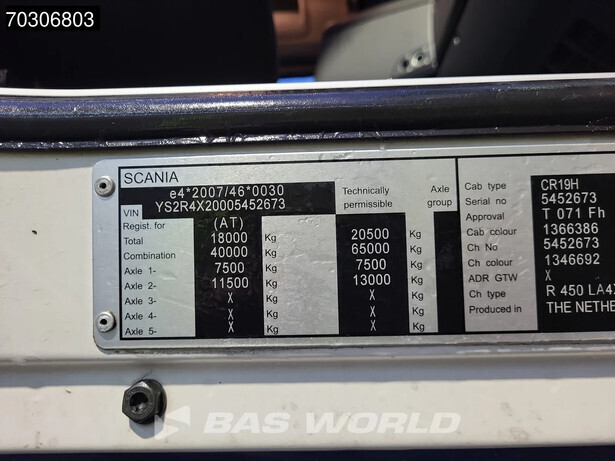 70306803
SCANIA
e4*2007/46*0030
VIN YS2R4X20005452673
Technically permissible
Axle group
Regist. for (AT)
Total 18000 Kg 20500 Kg
Combination 40000 Kg 65000 Kg
Axle 1- 7500 Kg 7500 Kg
Axle 2- 11500 Kg 13000 Kg
Axle 3- X Kg X Kg
Axle 4- X Kg X Kg
Axle 5- X Kg X Kg
Cab type CR19H
Serial no 5452673
Approval T 071 Fh
Cab colour 1366386
Ch No 5452673
Ch colour 1346692
ADR GTW X
Ch type R 450 LA4X
Produced in THE NETHE
BAS WORLD